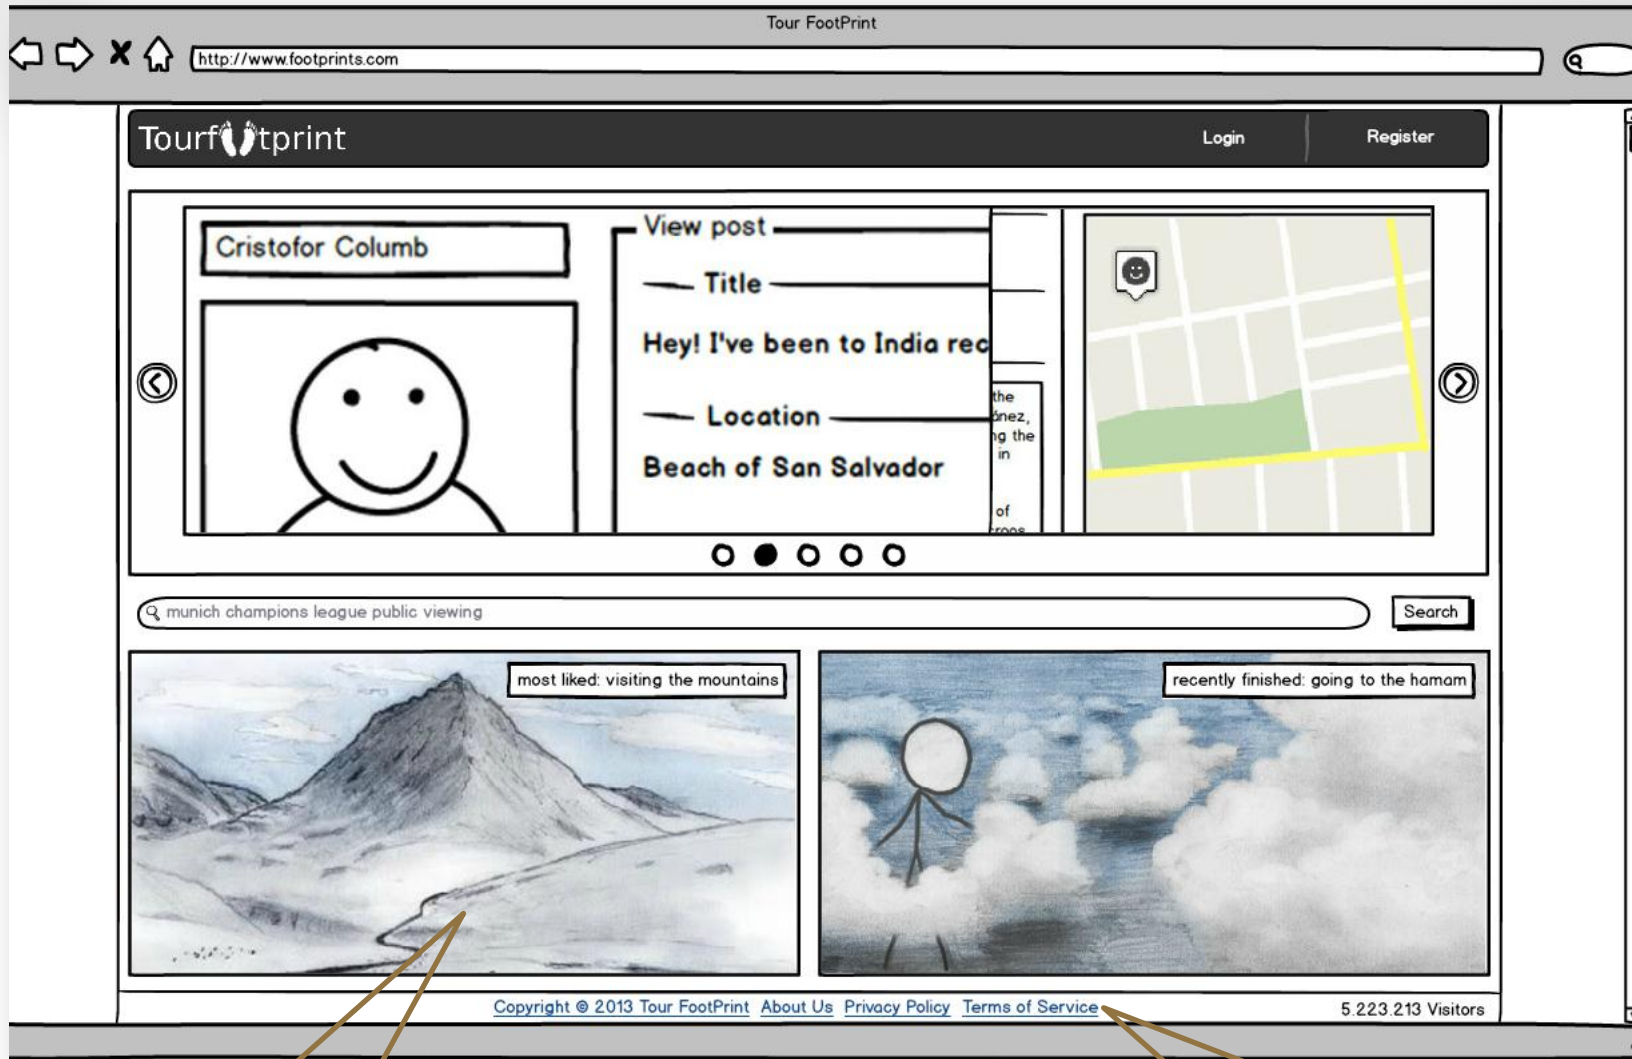 Tour FootPrint
http://www.footprints.com
Tourf tprint
Login
Register
Cristofor Columb
View post
Title
Hey! I've been to India rec
Location
Beach of San Salvador
the
ánez,
ng the
in
of
munich champions league public viewing
Search
most liked: visiting the mountains
recently finished: going to the hamam
Copyright © 2013 Tour FootPrint About Us Privacy Policy Terms of Service
5.223.213 Visitors